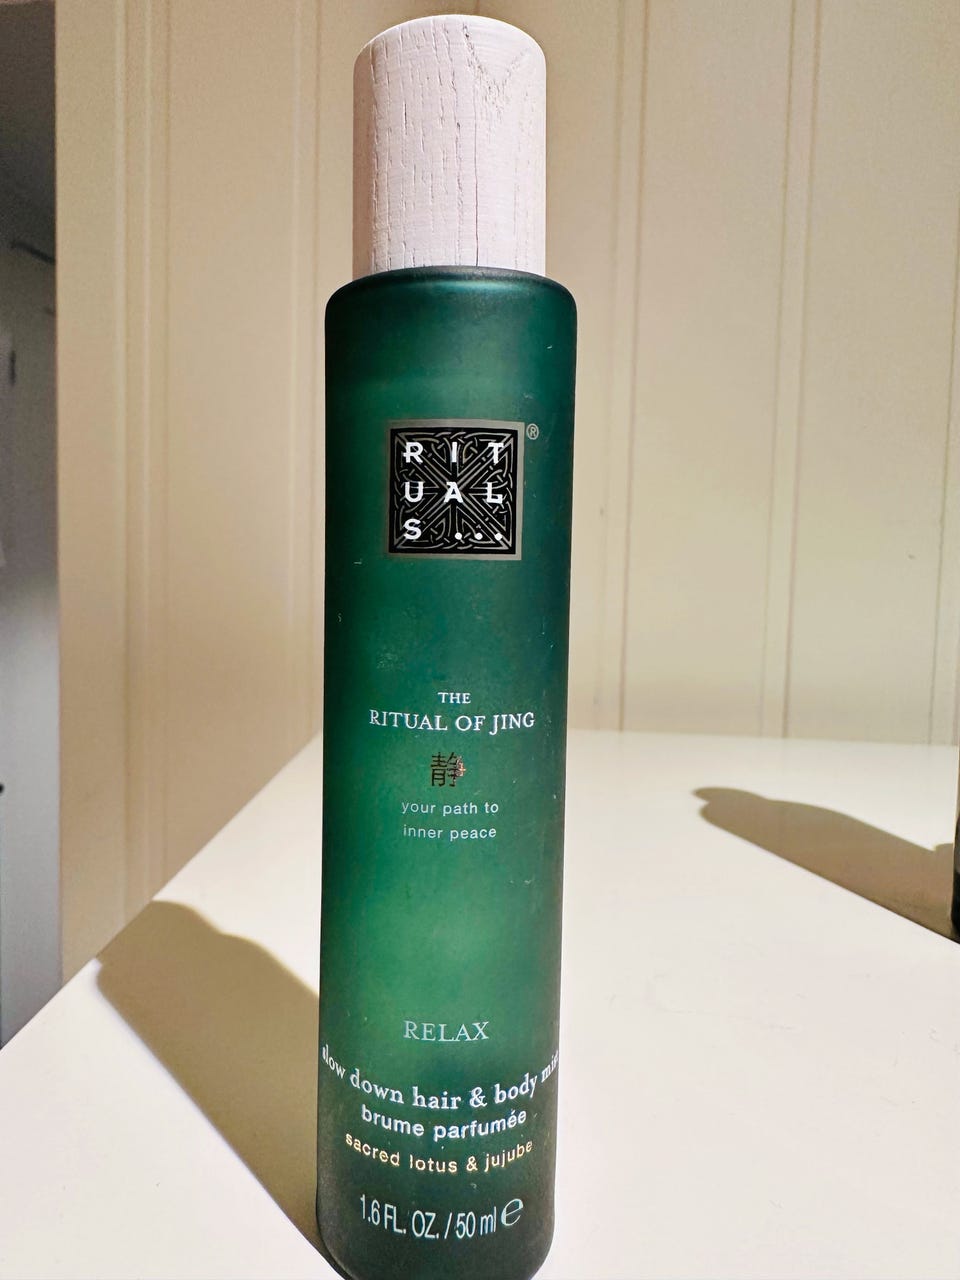 RIT
UAL
S...
®
THE
RITUAL OF JING
静
your path to
inner peace
RELAX
slow down hair & body mist
brume parfumée
sacred lotus & jujube
1.6 FL. OZ. / 50 ml ℮